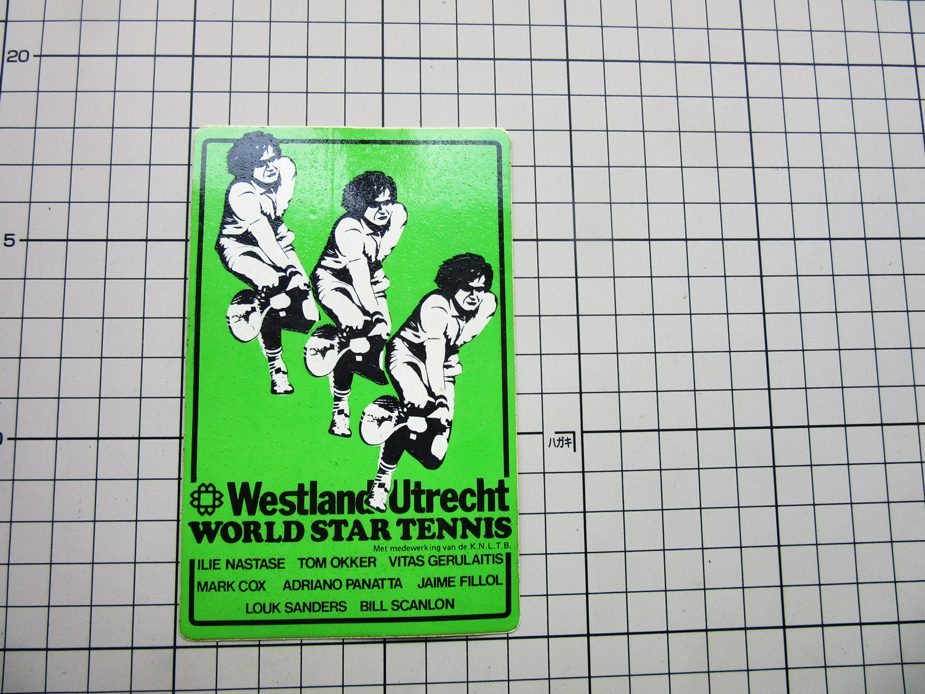 20
5
ハガキ
Westland Utrecht
WORLD STAR TENNIS
Met medewerking van de K.N.L.T.B.
ILIE NASTASE TOM OKKER VITAS GERULAITIS
MARK COX ADRIANO PANATTA JAIME FILLOL
LOUK SANDERS BILL SCANLON